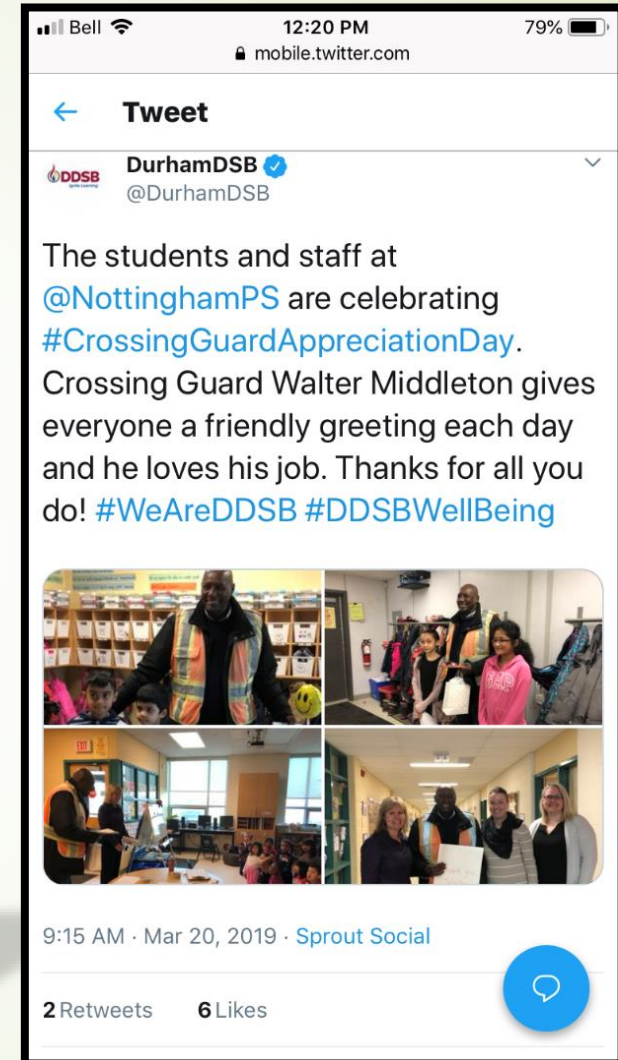 Bell 12:20 PM 79%
mobile.twitter.com
← Tweet
DDSB
Ignite Learning
DurhamDSB
@DurhamDSB
The students and staff at
@NottinghamPS are celebrating
#CrossingGuardAppreciationDay.
Crossing Guard Walter Middleton gives
everyone a friendly greeting each day
and he loves his job. Thanks for all you
do! #WeAreDDSB #DDSBWellBeing
EXIT
9:15 AM · Mar 20, 2019 · Sprout Social
2 Retweets 6 Likes